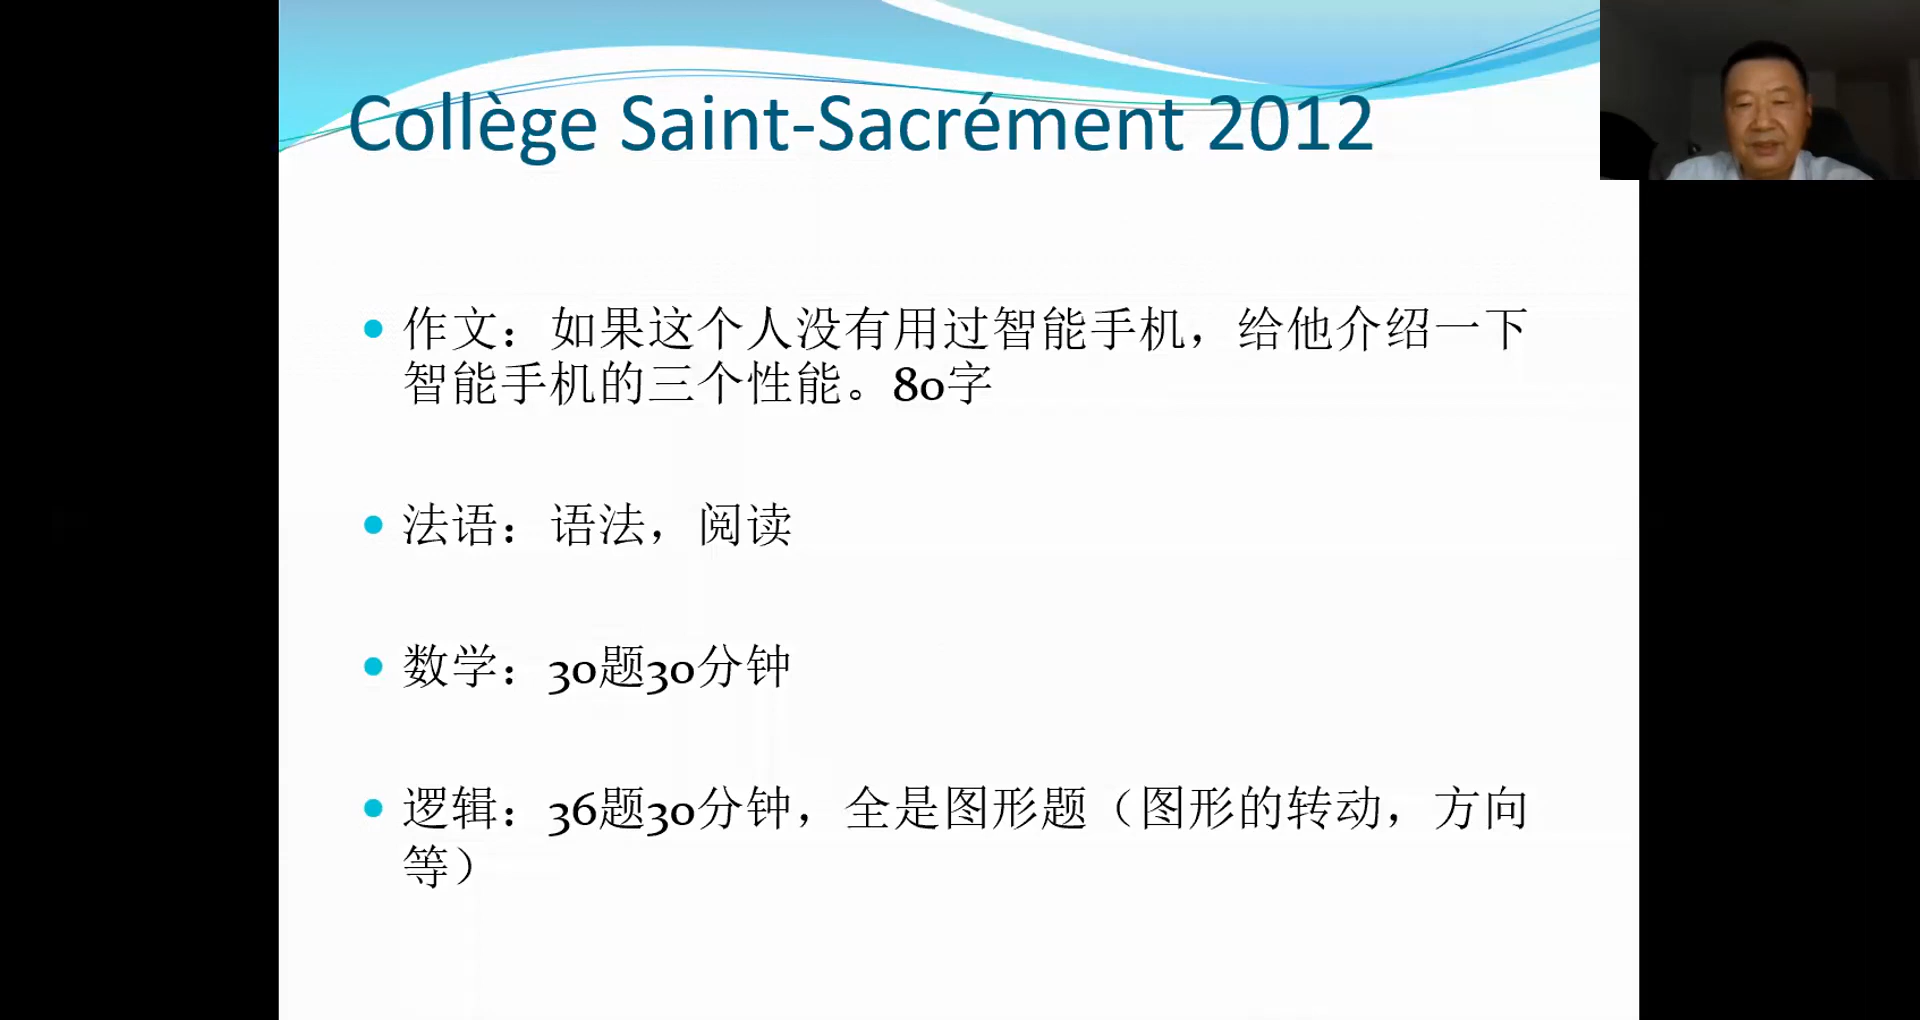 Collège Saint-Sacrément 2012
作文：如果这个人没有用过智能手机，给他介绍一下
智能手机的三个性能。80字
法语：语法，阅读
数学：30题30分钟
逻辑：36题30分钟，全是图形题（图形的转动，方向
等）